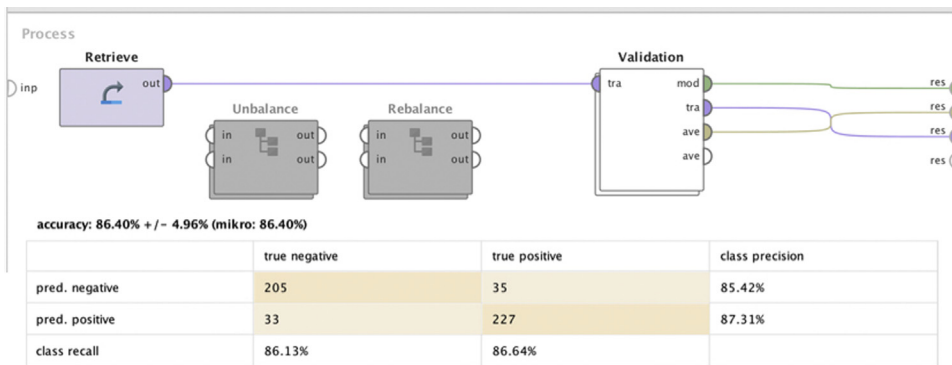 Process
Retrieve
Validation
inp
out
tra
mod
res
Unbalance
Rebalance
tra
res
in
out
in
out
ave
res
in
out
in
out
ave
res
accuracy: 86.40% +/- 4.96% (mikro: 86.40%)
true negative
true positive
class precision
pred. negative
205
35
85.42%
pred. positive
33
227
87.31%
class recall
86.13%
86.64%